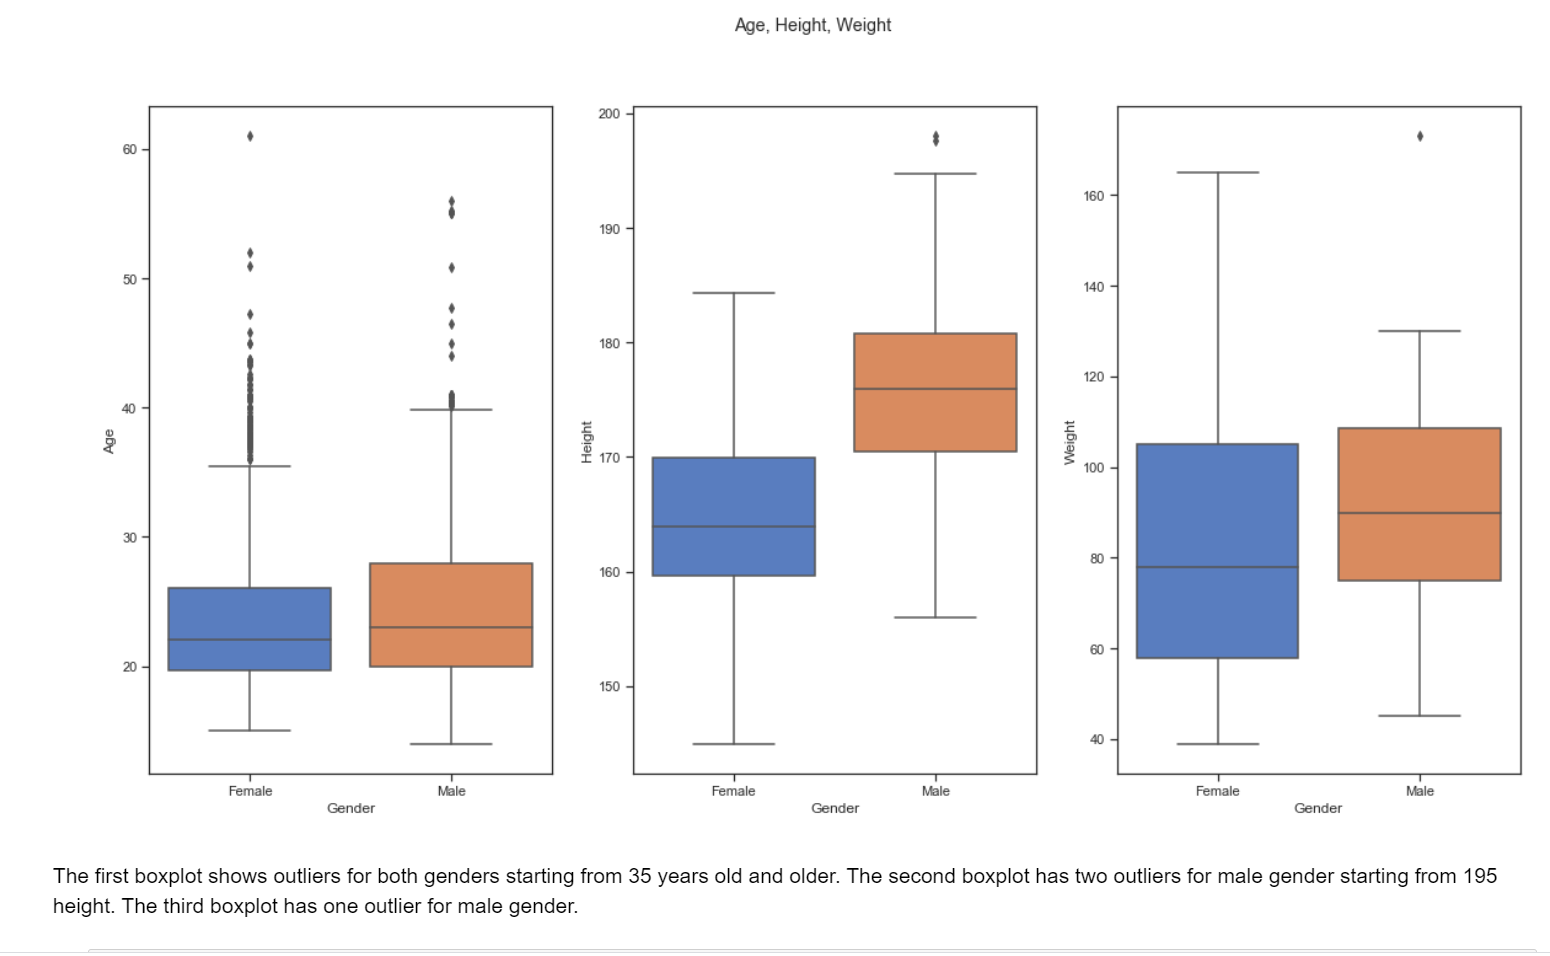 Age, Height, Weight
60
50
40
30
20
Age
Female
Male
Gender
200
190
180
170
160
150
Height
Female
Male
Gender
160
140
120
100
80
60
40
Weight
Female
Male
Gender
The first boxplot shows outliers for both genders starting from 35 years old and older. The second boxplot has two outliers for male gender starting from 195
height. The third boxplot has one outlier for male gender.